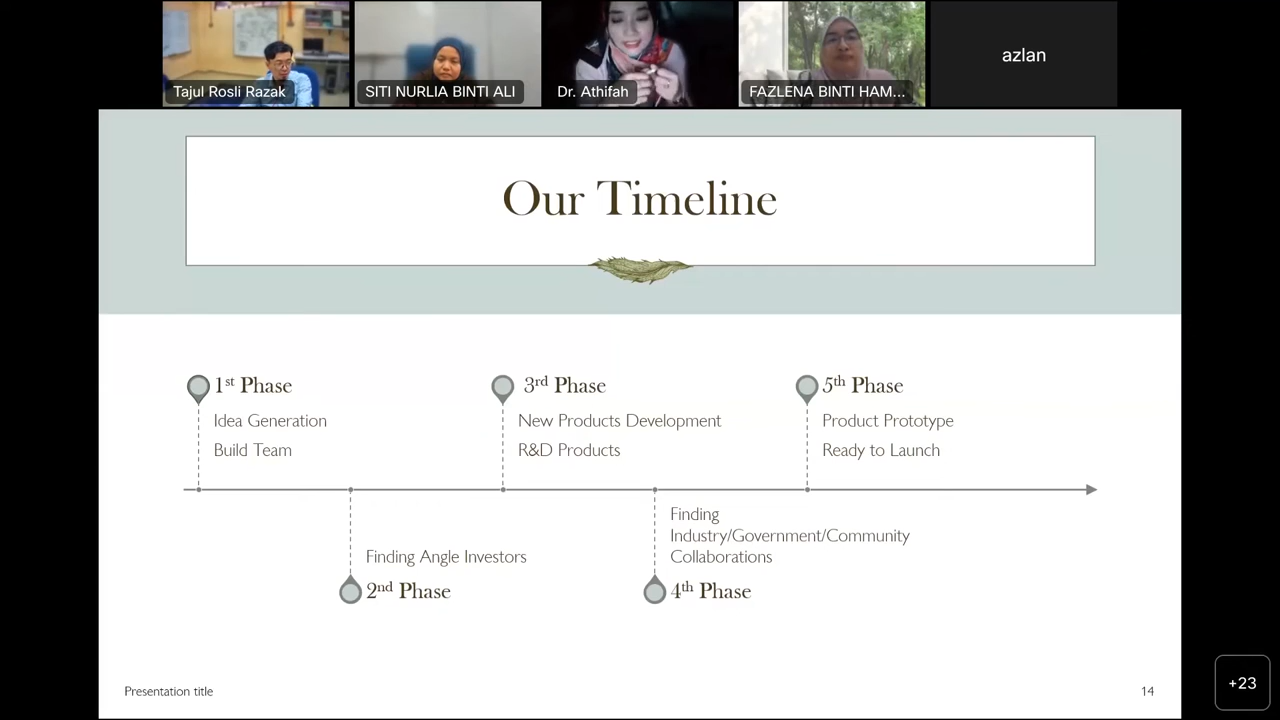 Tajul Rosli Razak
SITI NURLIA BINTI ALI
Dr. Athifah
FAZLENA BINTI HAM...
azlan
Our Timeline
1st Phase
Idea Generation
Build Team
3rd Phase
New Products Development
R&D Products
5th Phase
Product Prototype
Ready to Launch
Finding Angle Investors
2nd Phase
Finding
Industry/Government/Community
Collaborations
4th Phase
Presentation title
14
+23